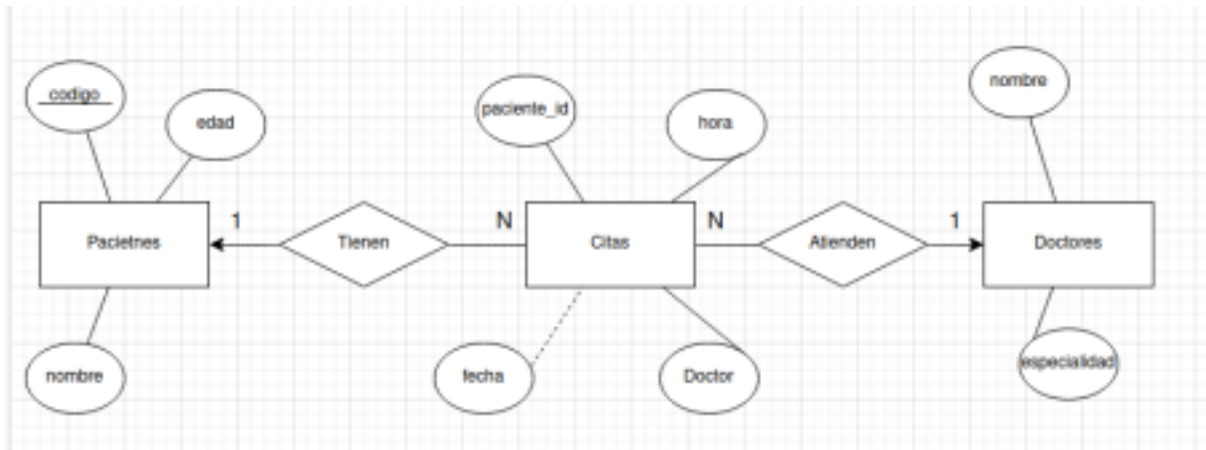 codigo
edad
paciente_id
hora
nombre
1
N
N
1
Pacietnes
Tienen
Citas
Atienden
Doctores
nombre
fecha
Doctor
especialidad